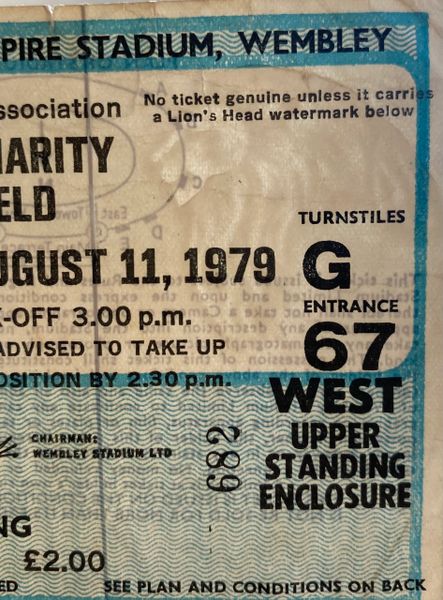 PIRE STADIUM, WEMBLEY
ssociation
No ticket genuine unless it carries
a Lion's Head watermark below
HARITY
ELD
TURNSTILES
G
UGUST 11, 1979
ENTRANCE
67
K-OFF 3.00 p.m.
ADVISED TO TAKE UP
OSITION BY 2.30 p.m.
WEST
UPPER
STANDING
ENCLOSURE
CHAIRMAN:
WEMBLEY STADIUM LTD
682
NG
£2.00
ED
SEE PLAN AND CONDITIONS ON BACK